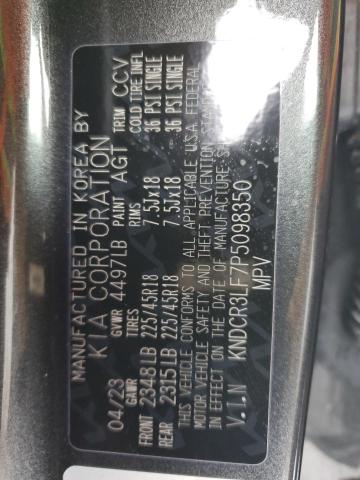 MANUFACTURED IN KOREA BY
KIA CORPORATION
04/23 GVWR 4497LB PAINT AGT TRIM CCV
GAWR TIRES RIMS COLD TIRE INFL
FRONT 2348LB 225/45R18 7.5Jx18 36 PSI SINGLE
REAR 2315LB 225/45R18 7.5Jx18 36 PSI SINGLE
THIS VEHICLE CONFORMS TO ALL APPLICABLE U.S.A. FEDERAL
MOTOR VEHICLE SAFETY AND THEFT PREVENTION
IN EFFECT ON THE DATE OF MANUFACTURE
V.I.N KNDCR3LF7P5098950
MPV